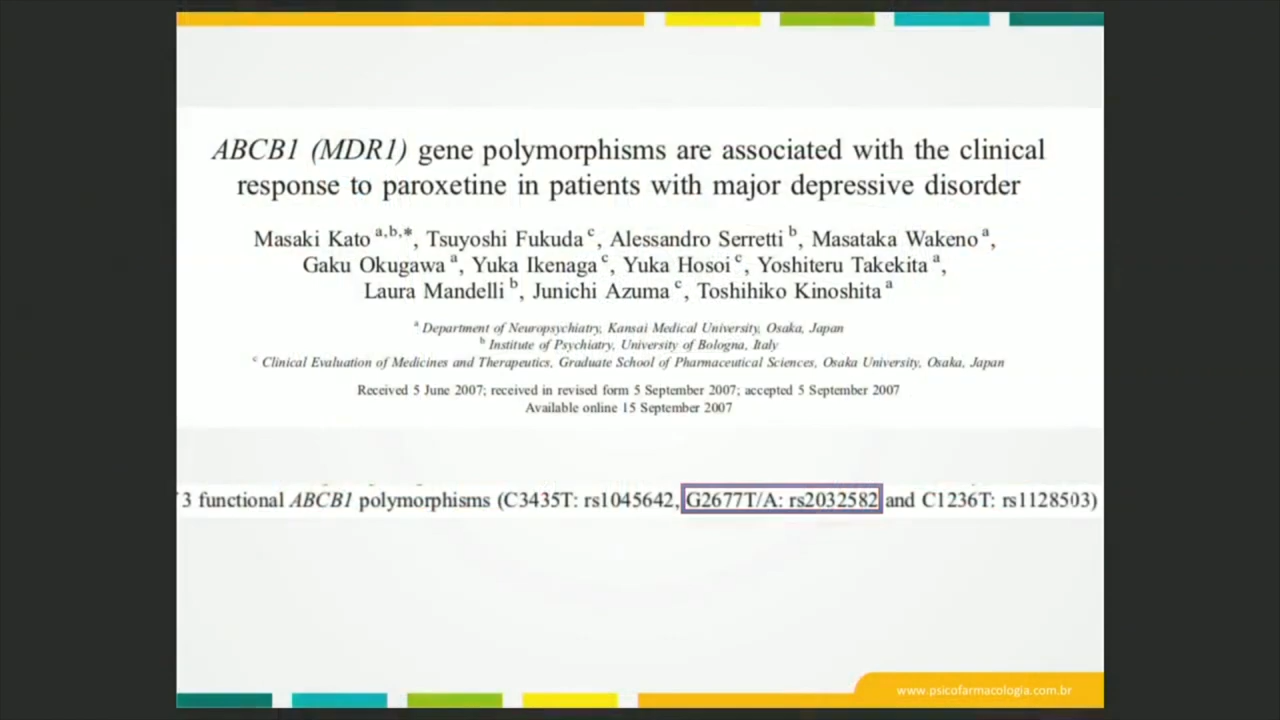 ABCB1 (MDR1) gene polymorphisms are associated with the clinical
response to paroxetine in patients with major depressive disorder
Masaki Kato a,b,*, Tsuyoshi Fukuda c, Alessandro Serretti b, Masataka Wakeno a,
Gaku Okugawa a, Yuka Ikenaga c, Yuka Hosoi c, Yoshiteru Takekita a,
Laura Mandelli b, Junichi Azuma c, Toshihiko Kinoshita a
a Department of Neuropsychiatry, Kansai Medical University, Osaka, Japan
b Institute of Psychiatry, University of Bologna, Italy
c Clinical Evaluation of Medicines and Therapeutics, Graduate School of Pharmaceutical Sciences, Osaka University, Osaka, Japan
Received 5 June 2007; received in revised form 5 September 2007; accepted 5 September 2007
Available online 15 September 2007
3 functional ABCB1 polymorphisms (C3435T: rs1045642, G2677T/A: rs2032582 and C1236T: rs1128503)
www.psicofarmacologia.com.br